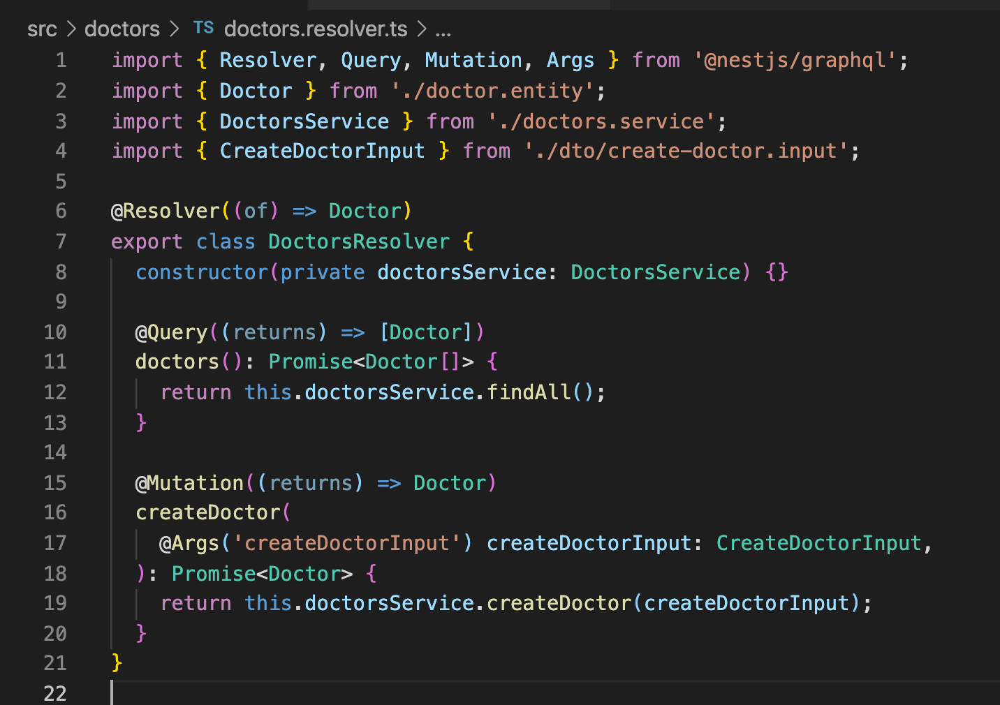 src > doctors > TS doctors.resolver.ts > ...
1 import { Resolver, Query, Mutation, Args } from '@nestjs/graphql';
2 import { Doctor } from './doctor.entity';
3 import { DoctorsService } from './doctors.service';
4 import { CreateDoctorInput } from './dto/create-doctor.input';
5
6 @Resolver((of) => Doctor)
7 export class DoctorsResolver {
8   constructor(private doctorsService: DoctorsService) {}
9
10   @Query((returns) => [Doctor])
11   doctors(): Promise<Doctor[]> {
12     return this.doctorsService.findAll();
13   }
14
15   @Mutation((returns) => Doctor)
16   createDoctor(
17     @Args('createDoctorInput') createDoctorInput: CreateDoctorInput,
18   ): Promise<Doctor> {
19     return this.doctorsService.createDoctor(createDoctorInput);
20   }
21 }
22